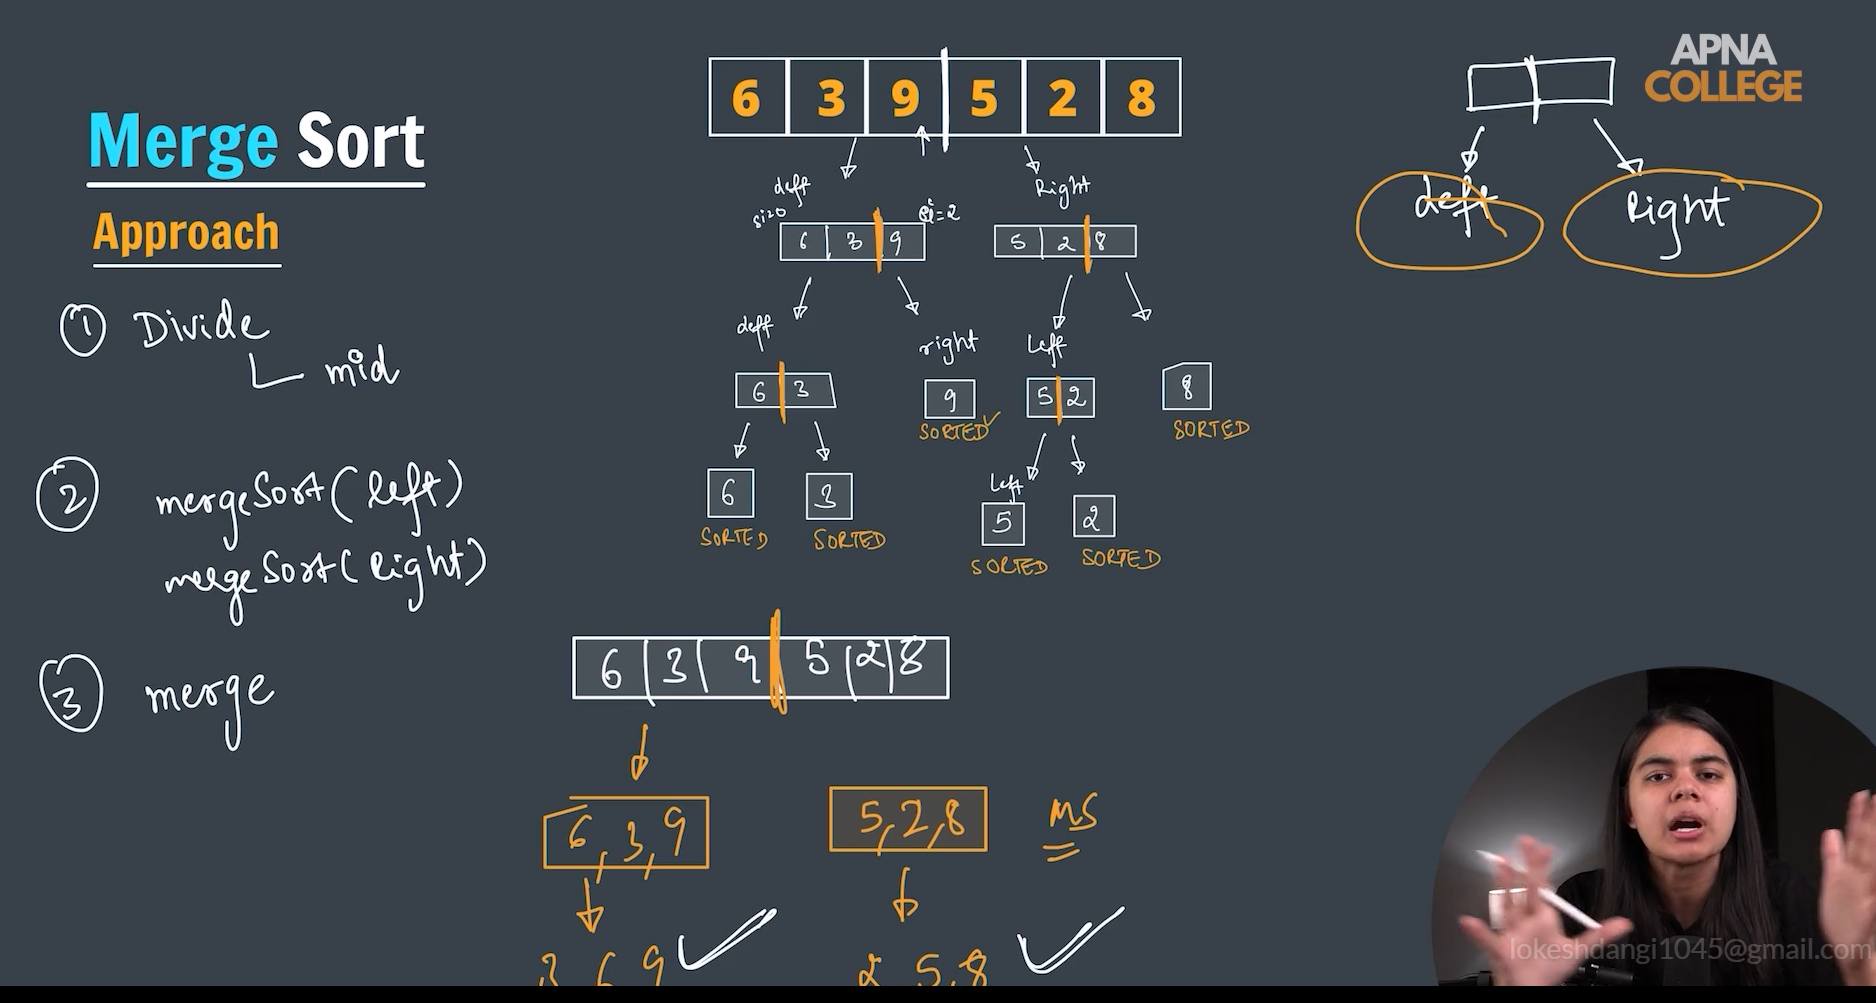 APNA
COLLEGE
Merge Sort
Approach
① Divide
mid
② mergeSort(left)
mergeSort(Right)
③ merge
6 3 9 5 2 8
left Right
si=0 ei=2
6 3 9 5 2 8
left right Left
6 3 9 5 2 8
SORTED SORTED
Left
6 3 5 2
SORTED SORTED SORTED SORTED
6 3 9 5 2 8
6,3,9 5,2,8 MS
3 6 9 2 5,8
left Right
lokeshdangi1045@gmail.com